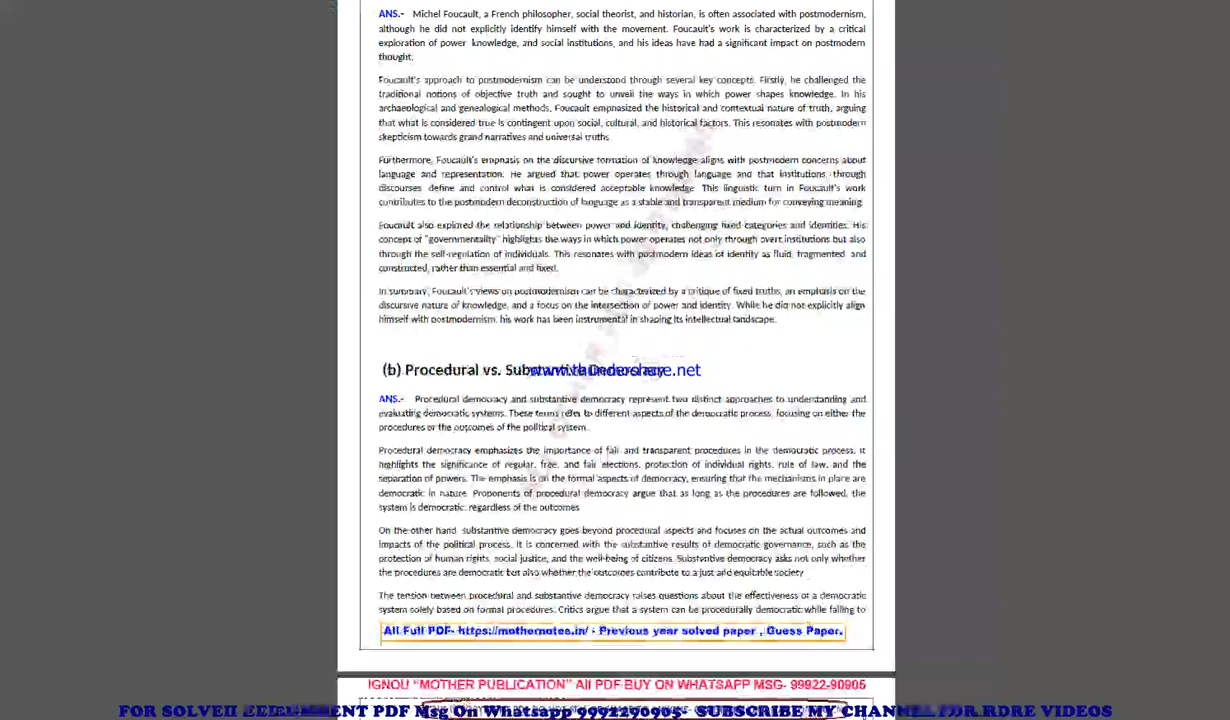 ANS.- Michel Foucault, a French philosopher, social theorist, and historian, is often associated with postmodernism,
although he did not explicitly identify himself with the movement. Foucault's work is characterized by a critical
exploration of power knowledge, and social institutions, and his ideas have had a significant impact on postmodern
thought.
Foucault's approach to postmodernism can be understood through several key concepts. Firstly, he challenged the
traditional notions of objective truth and sought to unveil the ways in which power shapes knowledge. In his
archaeological and genealogical methods, Foucault emphasized the historical and contextual nature of truth, arguing
that what is considered true is contingent upon social, cultural, and historical factors. This resonates with postmodern
skepticism towards grand narratives and universal truths.
Furthermore, Foucault's emphasis on the discursive formation of knowledge aligns with postmodern concerns about
language and representation. He argued that power operates through language and that institutions, through
discourses define and control what is considered acceptable knowledge. This linguistic turn in Foucault's work
contributes to the postmodern deconstruction of language as a stable and transparent medium for conveying meaning.
Foucault also explored the relationship between power and identity, challenging fixed categories and identities. His
concept of "governmentality" highlights the ways in which power operates not only through overt institutions but also
through the self-regulation of individuals. This resonates with postmodern ideas of identity as fluid, fragmented, and
constructed, rather than essential and fixed.
In summary, Foucault's views on postmodernism can be characterized by a critique of fixed truths, an emphasis on the
discursive nature of knowledge, and a focus on the intersection of power and identity. While he did not explicitly align
himself with postmodernism, his work has been instrumental in shaping its intellectual landscape.
(b) Procedural vs. Substantive Democracy
www.thundershare.net
ANS.- Procedural democracy and substantive democracy represent two distinct approaches to understanding and
evaluating democratic systems. These terms refer to different aspects of the democratic process, focusing on either the
procedures or the outcomes of the political system.
Procedural democracy emphasizes the importance of fair and transparent procedures in the democratic process. It
highlights the significance of regular, free, and fair elections, protection of individual rights, rule of law, and the
separation of powers. The emphasis is on the formal aspects of democracy, ensuring that the mechanisms in place are
democratic in nature. Proponents of procedural democracy argue that as long as the procedures are followed, the
system is democratic, regardless of the outcomes
On the other hand, substantive democracy goes beyond procedural aspects and focuses on the actual outcomes and
impacts of the political process. It is concerned with the substantive results of democratic governance, such as the
protection of human rights, social justice, and the well-being of citizens. Substantive democracy asks not only whether
the procedures are democratic but also whether the outcomes contribute to a just and equitable society
The tension between procedural and substantive democracy raises questions about the effectiveness of a democratic
system solely based on formal procedures. Critics argue that a system can be procedurally democratic while failing to
All Full PDF- https://mothernotes.in/ - Previous year solved paper , Guess Paper.
IGNOU "MOTHER PUBLICATION" All PDF BUY ON WHATSAPP MSG- 99922-90905
FOR SOLVED PDF Msg On Whatsapp 9992290905- SUBSCRIBE MY CHANNEL FOR MORE VIDEOS